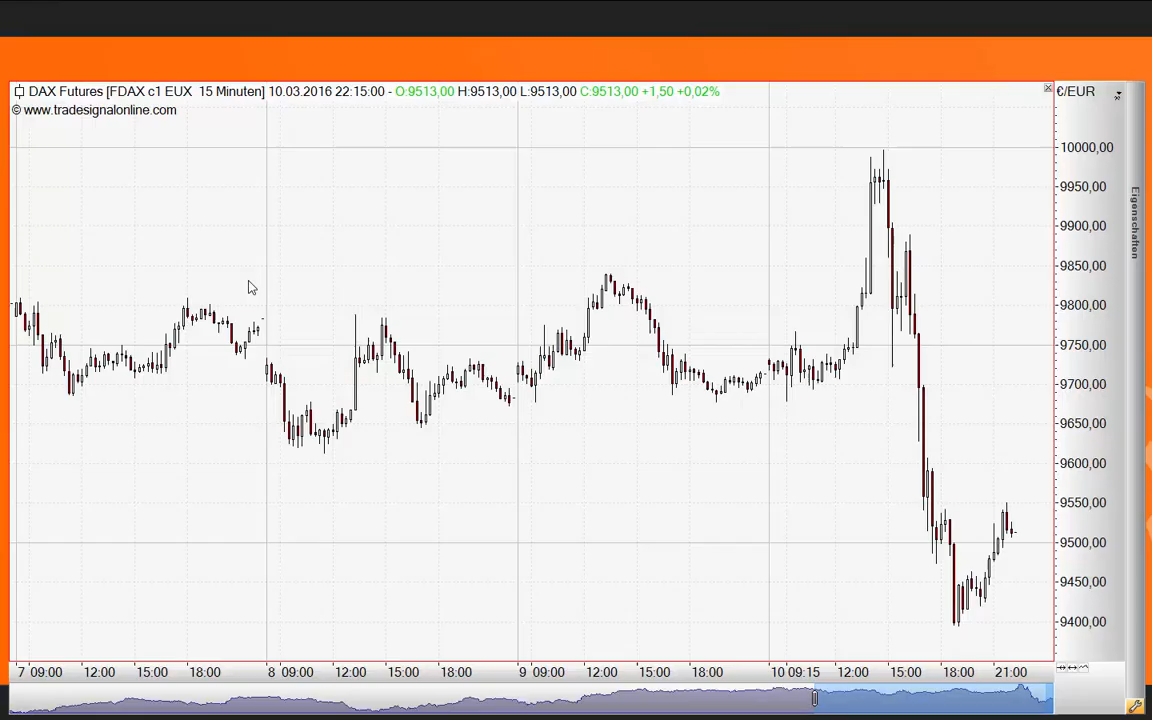 DAX Futures [FDAX c1 EUX 15 Minuten] 10.03.2016 22:15:00 - O:9513,00 H:9513,00 L:9513,00 C:9513,00 +1,50 +0,02%
€/EUR
© www.tradesignalonline.com
10000,00
9950,00
9900,00
9850,00
9800,00
9750,00
9700,00
9650,00
9600,00
9550,00
9500,00
9450,00
9400,00
Eigenschaften
7 09:00 12:00 15:00 18:00 8 09:00 12:00 15:00 18:00 9 09:00 12:00 15:00 18:00 10 09:15 12:00 15:00 18:00 21:00